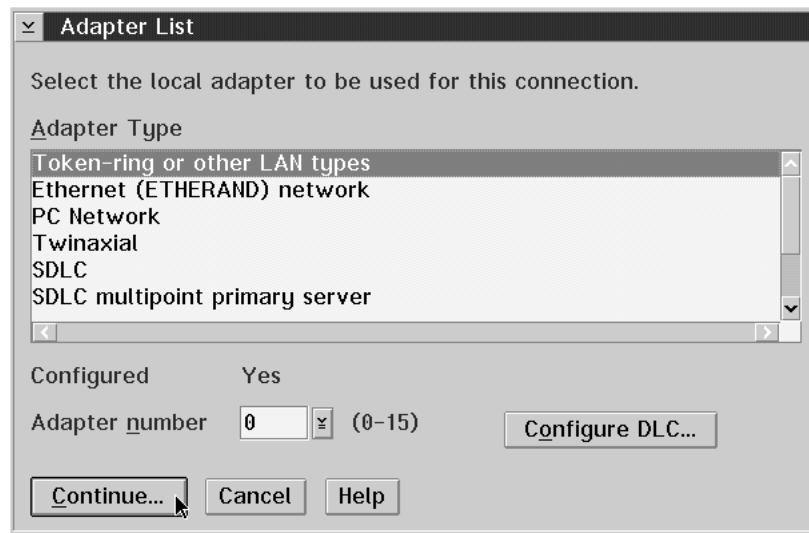 Adapter List
Select the local adapter to be used for this connection.
Adapter Type
Token-ring or other LAN types
Ethernet (ETHERAND) network
PC Network
Twinaxial
SDLC
SDLC multipoint primary server
Configured Yes
Adapter number 0 (0-15) Configure DLC...
Continue... Cancel Help